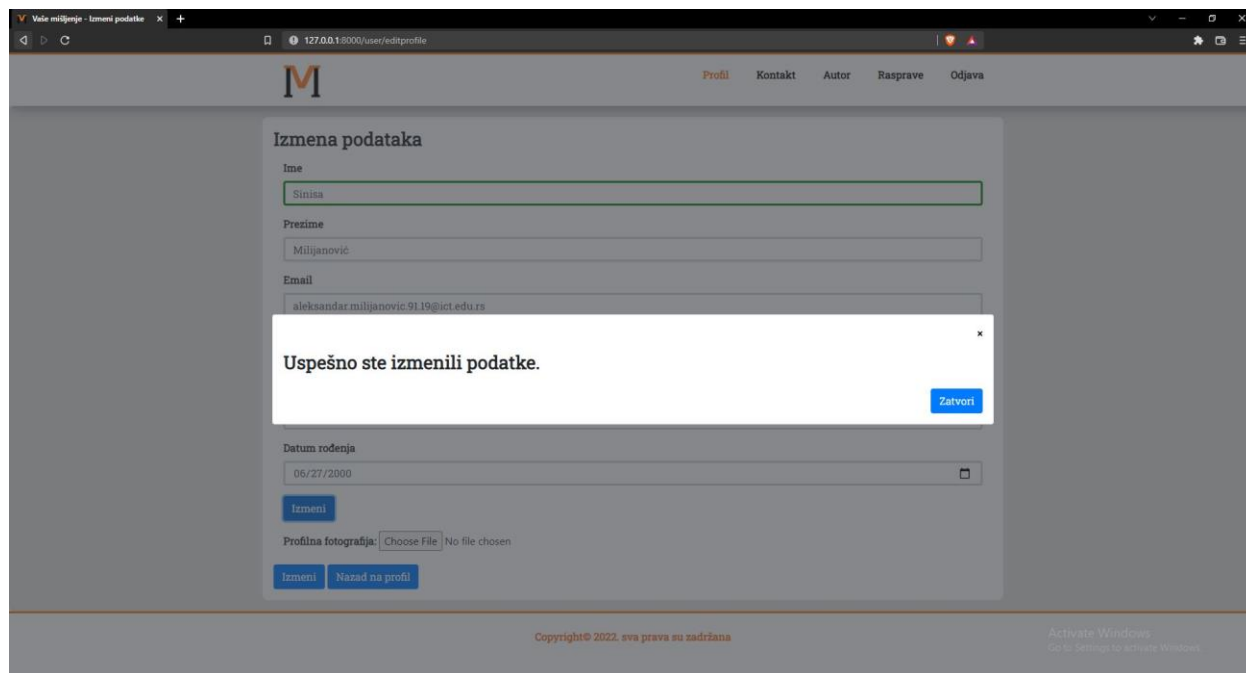 Vaše mišljenje - Izmeni podatke
127.0.0.1:8000/user/editprofile
M
Profil Kontakt Autor Rasprave Odjava
Izmena podataka
Ime
Sinisa
Prezime
Milijanović
Email
aleksandar.milijanovic.91.19@ict.edu.rs
×
Uspešno ste izmenili podatke.
Zatvori
Datum rođenja
06/27/2000
Izmeni
Profilna fotografija: Choose File No file chosen
Izmeni Nazad na profil
Copyright© 2022. sva prava su zadržana
Activate Windows
Go to Settings to activate Windows.